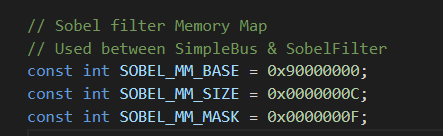 // Sobel filter Memory Map
// Used between SimpleBus & SobelFilter
const int SOBEL_MM_BASE = 0x90000000;
const int SOBEL_MM_SIZE = 0x0000000C;
const int SOBEL_MM_MASK = 0x0000000F;